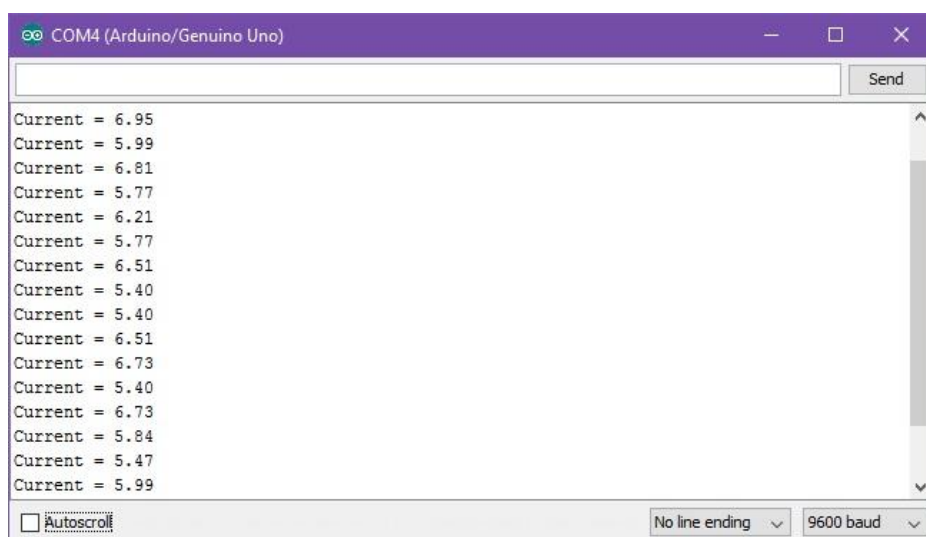 COM4 (Arduino/Genuino Uno)
Send
Current = 6.95
Current = 5.99
Current = 6.81
Current = 5.77
Current = 6.21
Current = 5.77
Current = 6.51
Current = 5.40
Current = 5.40
Current = 6.51
Current = 6.73
Current = 5.40
Current = 6.73
Current = 5.84
Current = 5.47
Current = 5.99
Autoscroll
No line ending
9600 baud